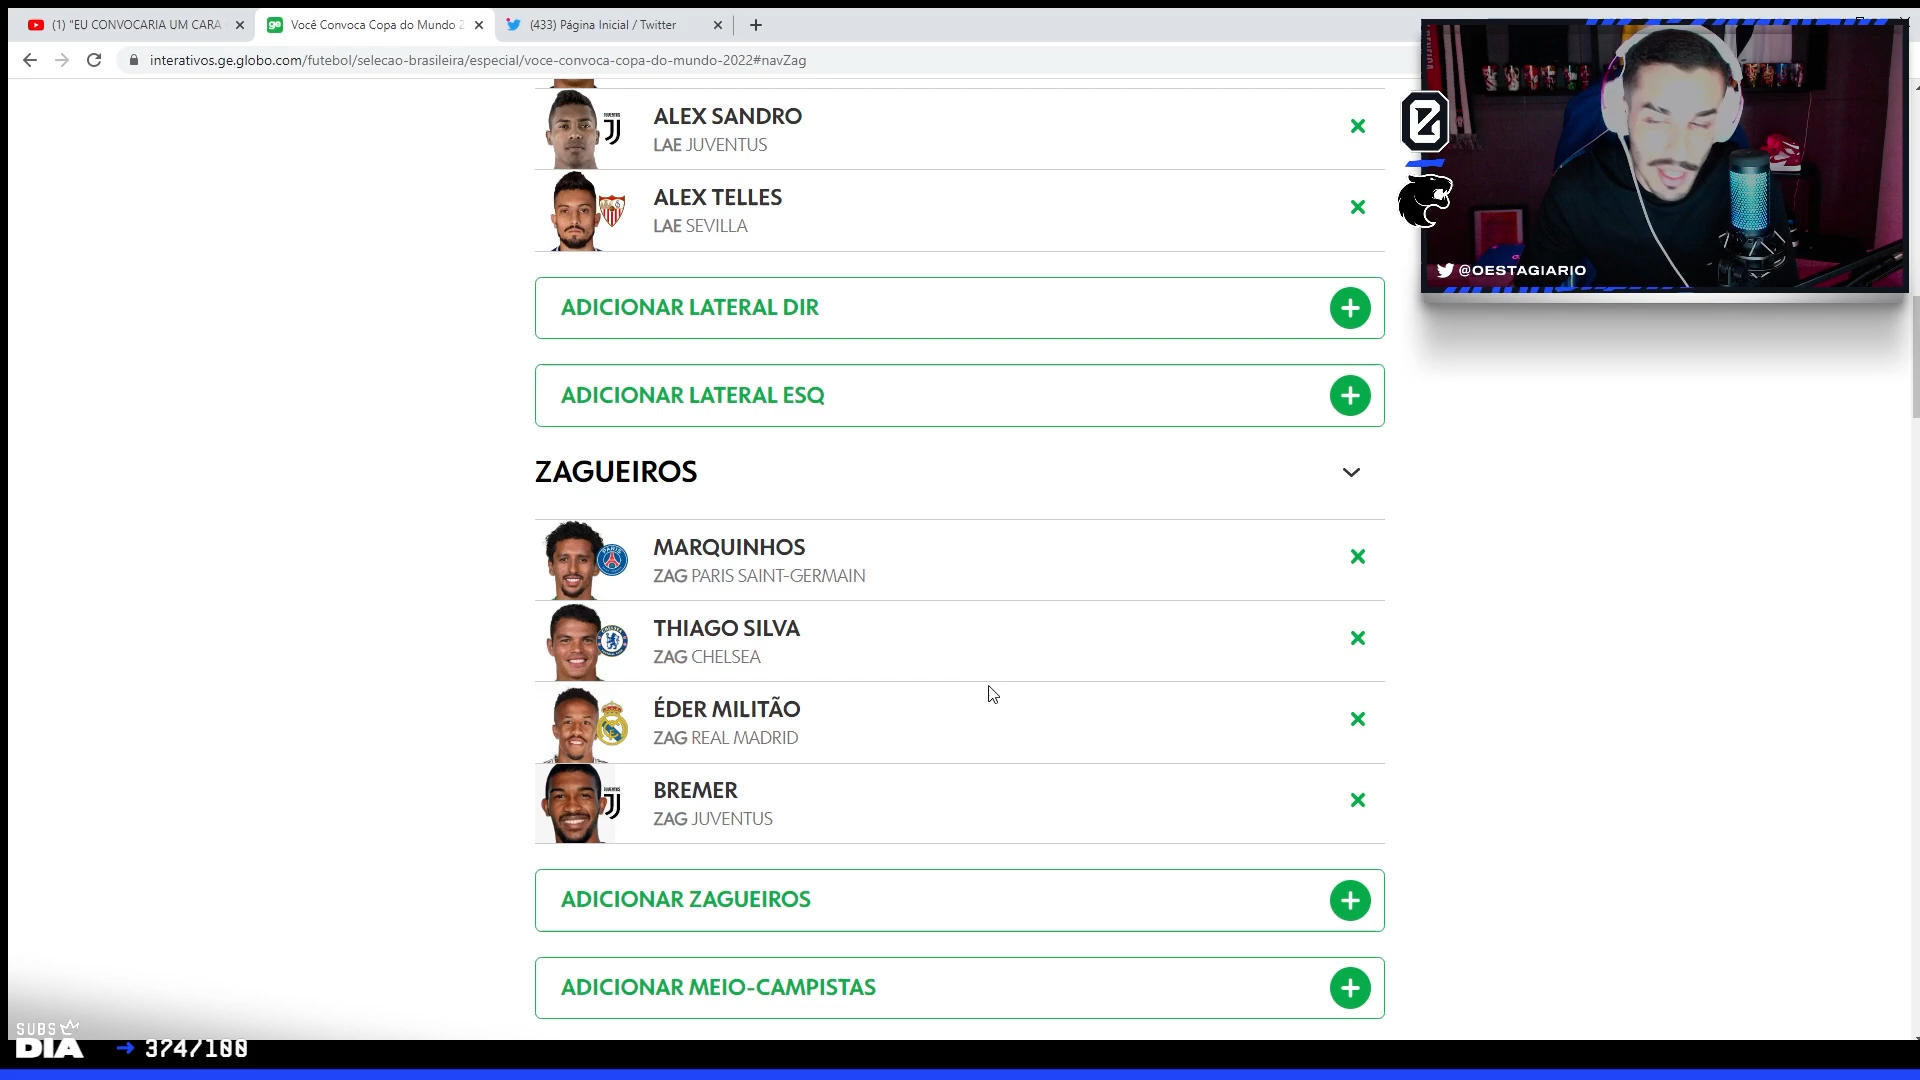 (1) "EU CONVOCARIA UM CARA
Você Convoca Copa do Mundo 2
(433) Página Inicial / Twitter
interativos.ge.globo.com/futebol/selecao-brasileira/especial/voce-convoca-copa-do-mundo-2022#navZag
ALEX SANDRO
LAE JUVENTUS
ALEX TELLES
LAE SEVILLA
@OESTAGIARIO
ADICIONAR LATERAL DIR
ADICIONAR LATERAL ESQ
ZAGUEIROS
MARQUINHOS
ZAG PARIS SAINT-GERMAIN
THIAGO SILVA
ZAG CHELSEA
ÉDER MILITÃO
ZAG REAL MADRID
BREMER
ZAG JUVENTUS
ADICIONAR ZAGUEIROS
ADICIONAR MEIO-CAMPISTAS
SUBS
DIA → 374/100